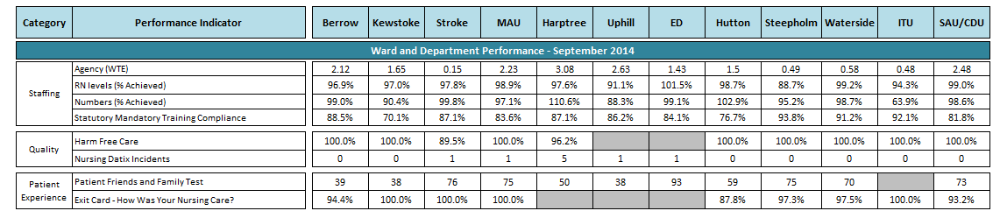 Category Performance Indicator Berrow Kewstoke Stroke MAU Harptree Uphill ED Hutton Steepholm Waterside ITU SAU/CDU
Ward and Department Performance - September 2014
Staffing
Agency (WTE) 2.12 1.65 0.15 2.23 3.08 2.63 1.43 1.5 0.49 0.58 0.48 2.48
RN levels (% Achieved) 96.9% 97.0% 97.8% 98.9% 97.6% 91.1% 101.5% 98.7% 88.7% 99.2% 94.3% 99.0%
Numbers (% Achieved) 99.0% 90.4% 99.8% 97.1% 110.6% 88.3% 99.1% 102.9% 95.2% 98.7% 63.9% 98.6%
Statutory Mandatory Training Compliance 88.5% 70.1% 87.1% 83.6% 87.1% 86.2% 84.1% 76.7% 93.8% 91.2% 92.1% 81.8%
Quality
Harm Free Care 100.0% 100.0% 89.5% 100.0% 96.2% 100.0% 100.0% 100.0% 100.0% 100.0%
Nursing Datix Incidents 0 0 1 1 5 1 1 0 0 0 0 0
Patient Experience
Patient Friends and Family Test 39 38 76 75 50 38 93 59 75 70 73
Exit Card - How Was Your Nursing Care? 94.4% 100.0% 100.0% 100.0% 87.8% 97.3% 97.5% 100.0% 93.2%